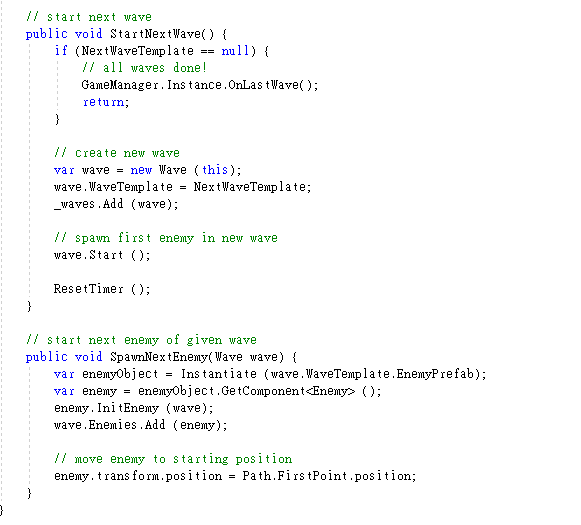 // start next wave
public void StartNextWave() {
if (NextWaveTemplate == null) {
// all waves done!
GameManager.Instance.OnLastWave();
return;
}
// create new wave
var wave = new Wave (this);
wave.WaveTemplate = NextWaveTemplate;
_waves.Add (wave);
// spawn first enemy in new wave
wave.Start ();
ResetTimer ();
}
// start next enemy of given wave
public void SpawnNextEnemy(Wave wave) {
var enemyObject = Instantiate (wave.WaveTemplate.EnemyPrefab);
var enemy = enemyObject.GetComponent<Enemy> ();
enemy.InitEnemy (wave);
wave.Enemies.Add (enemy);
// move enemy to starting position
enemy.transform.position = Path.FirstPoint.position;
}
}